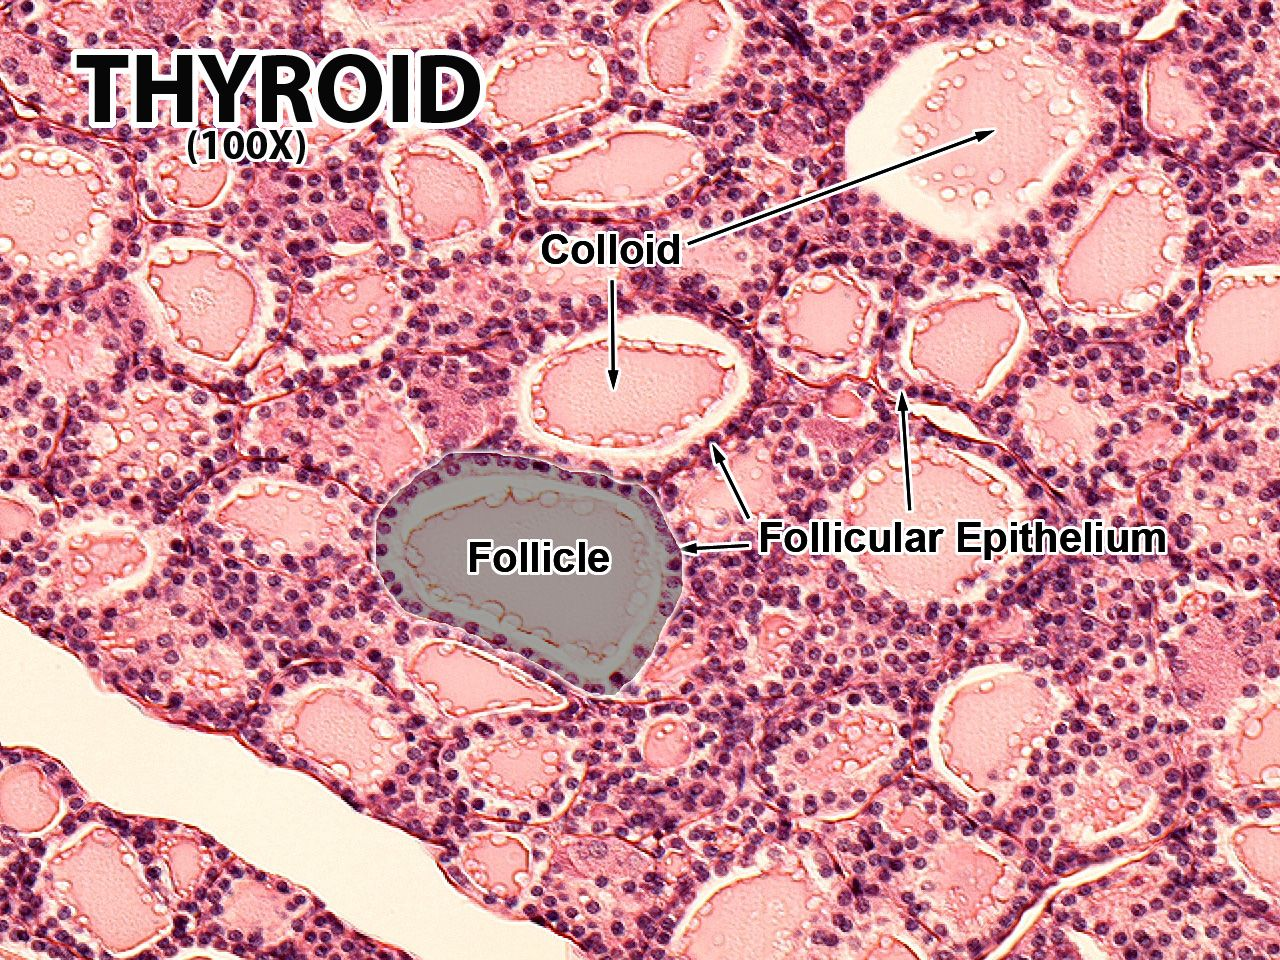 THYROID
(100X)
Colloid
Follicular Epithelium
Follicle